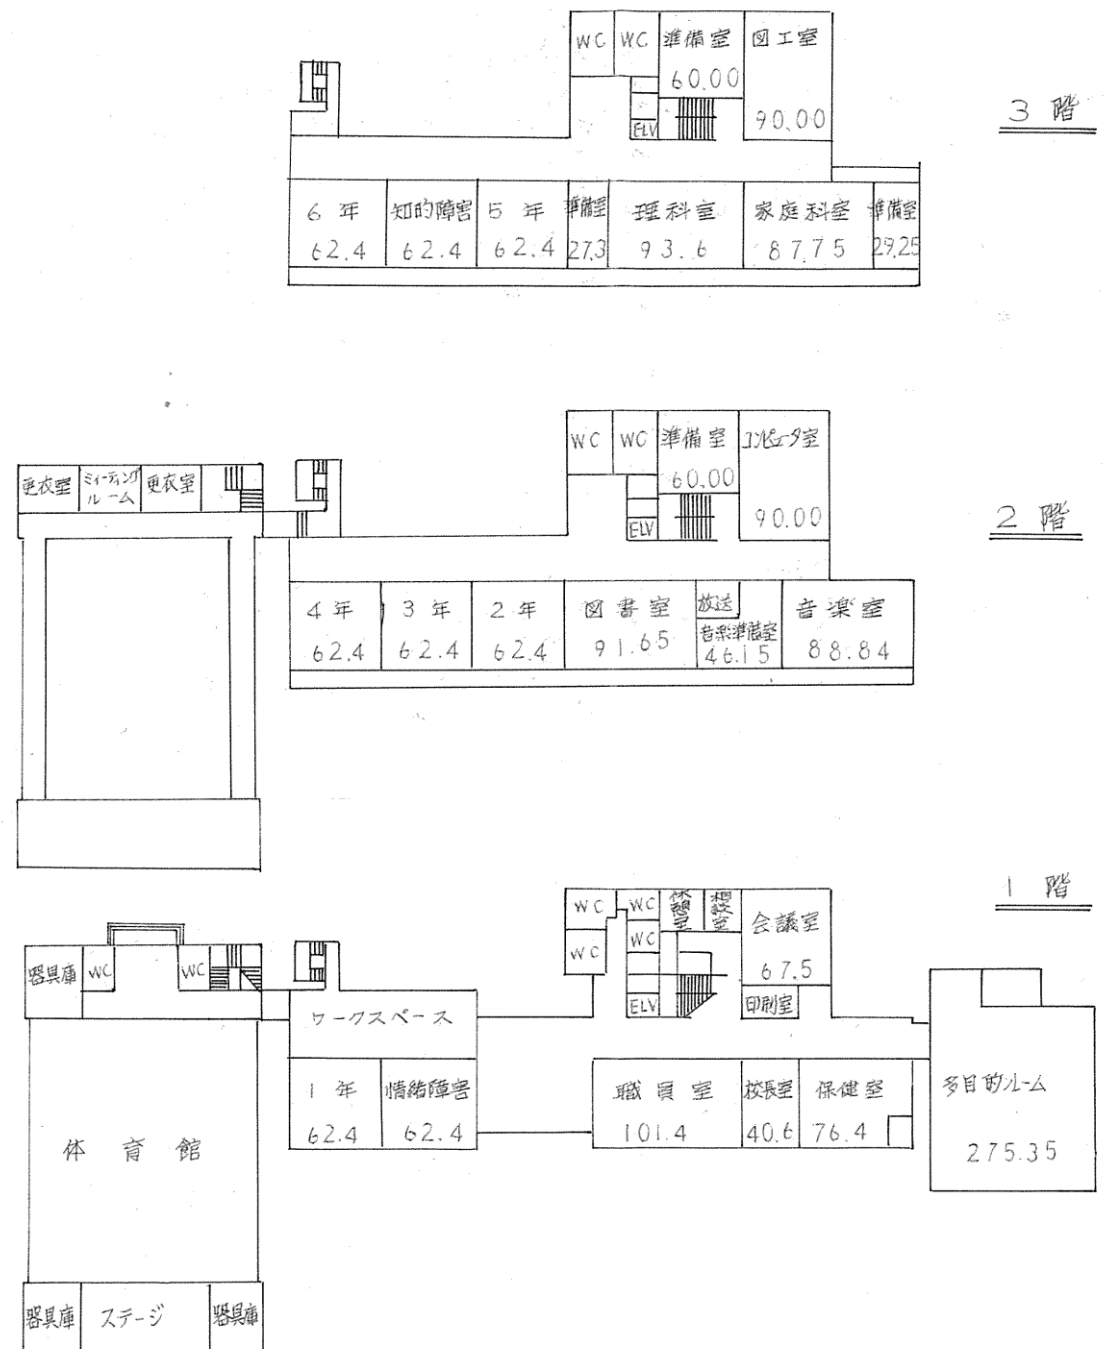 WC WC 準備室 図工室
60.00
90.00
ELV
3 階
6 年 知的障害 5 年 準備室 理科室 家庭科室 準備室
62.4 62.4 62.4 27.3 93.6 87.75 29.25
WC WC 準備室 コンピュータ室
60.00
90.00
ELV
2 階
更衣室 ミィーティング 更衣室
ルーム
4 年 3 年 2 年 図書室 放送 音楽室
音楽準備室
62.4 62.4 62.4 91.65 46.15 88.84
1 階
WC WC 休憩室 相談室 会議室
WC WC
67.5
ELV 印刷室
器具庫 WC WC
ワークスペース
1 年 情緒障害 職員室 校長室 保健室 多目的ルーム
62.4 62.4 101.4 40.6 76.4
275.35
体育館
器具庫 ステージ 器具庫